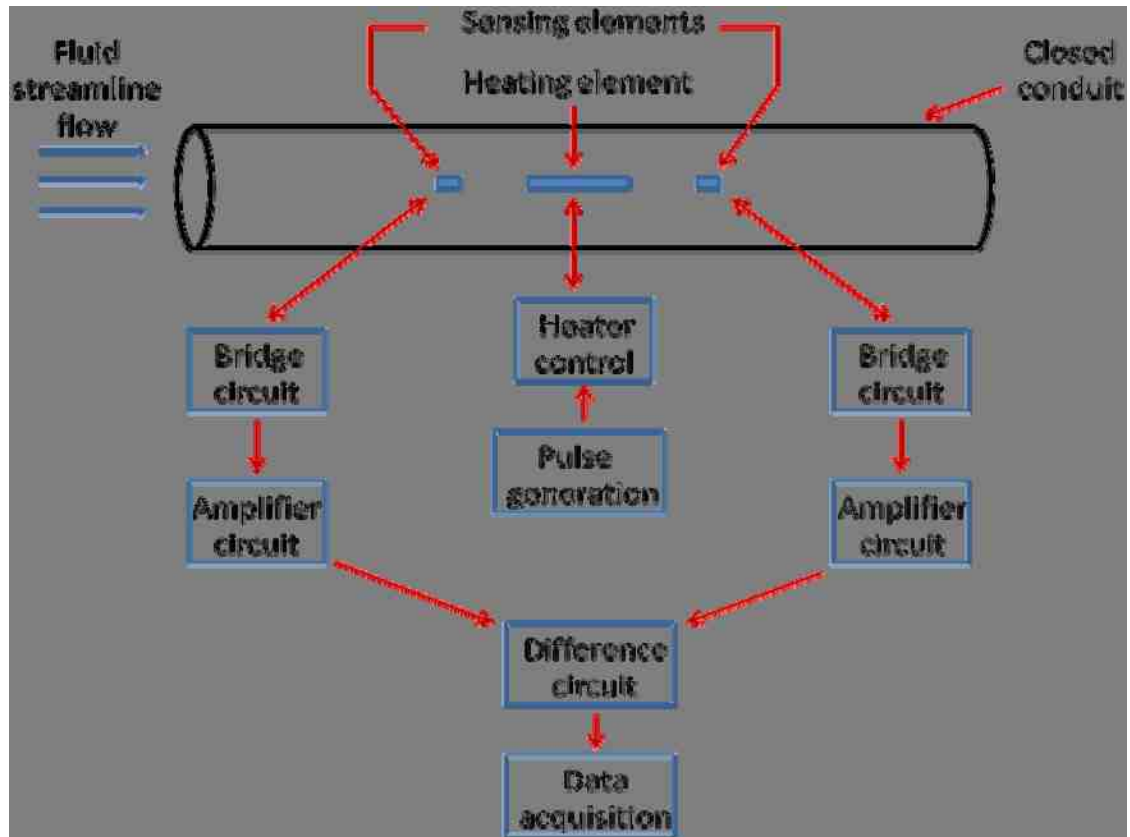 Sensing elements
Fluid
streamline
flow
Heating element
Closed
conduit
Bridge
circuit
Heater
control
Bridge
circuit
Pulse
generation
Amplifier
circuit
Amplifier
circuit
Difference
circuit
Data
acquisition